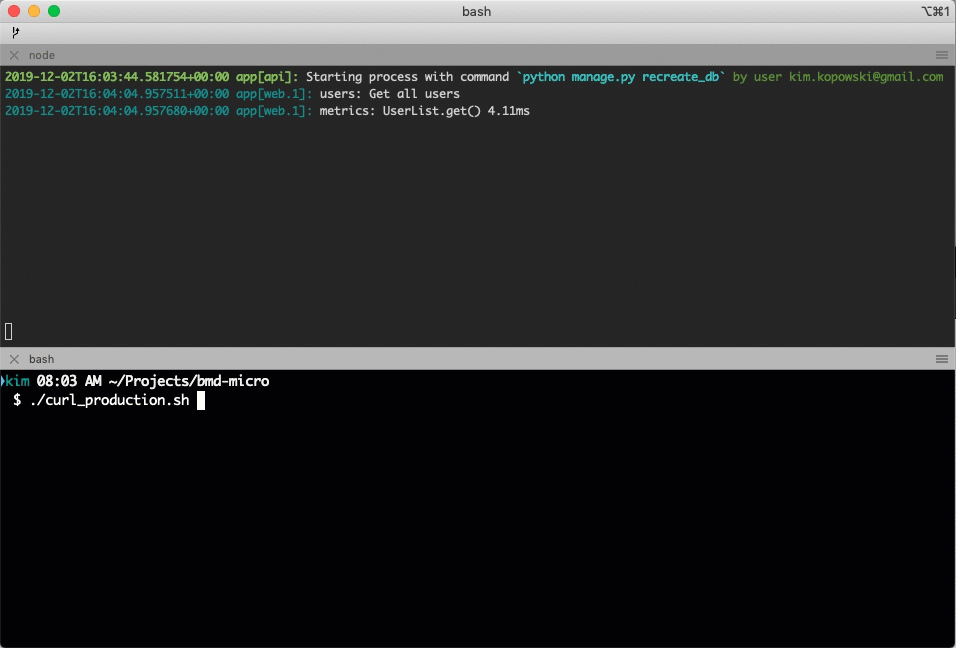 bash
⌥⌘1
node
2019-12-02T16:03:44.581754+00:00 app[api]: Starting process with command `python manage.py recreate_db` by user kim.kopowski@gmail.com
2019-12-02T16:04:04.957511+00:00 app[web.1]: users: Get all users
2019-12-02T16:04:04.957680+00:00 app[web.1]: metrics: UserList.get() 4.11ms
bash
kim 08:03 AM ~/Projects/bmd-micro
$ ./curl_production.sh